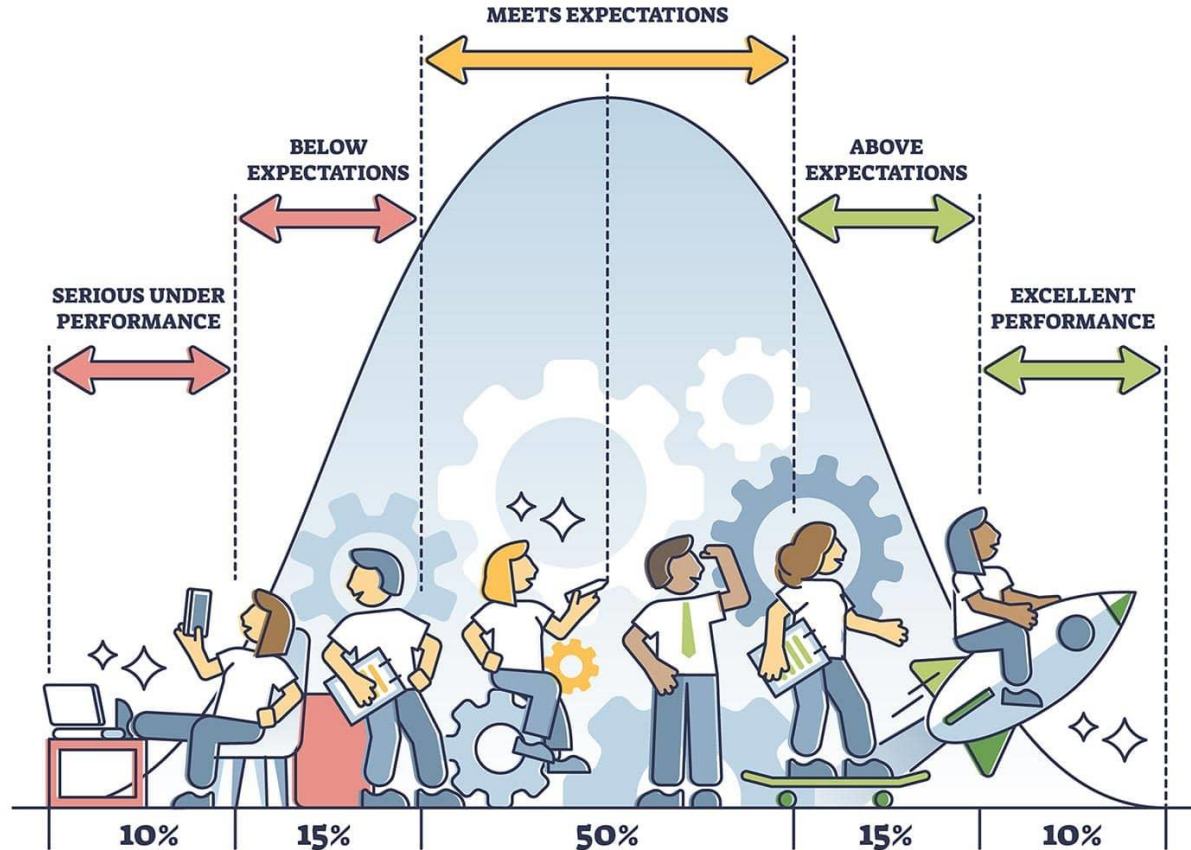 MEETS EXPECTATIONS
BELOW
EXPECTATIONS
ABOVE
EXPECTATIONS
SERIOUS UNDER
PERFORMANCE
EXCELLENT
PERFORMANCE
10%
15%
50%
15%
10%